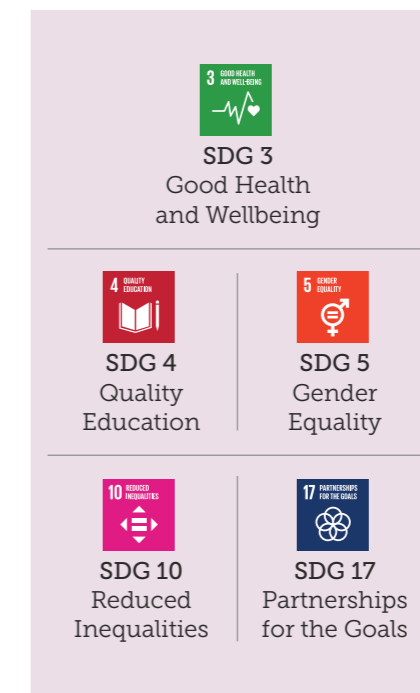 3 GOOD HEALTH
AND WELL-BEING
SDG 3
Good Health
and Wellbeing
4 QUALITY
EDUCATION
SDG 4
Quality
Education
5 GENDER
EQUALITY
SDG 5
Gender
Equality
10 REDUCED
INEQUALITIES
SDG 10
Reduced
Inequalities
17 PARTNERSHIPS
FOR THE GOALS
SDG 17
Partnerships
for the Goals